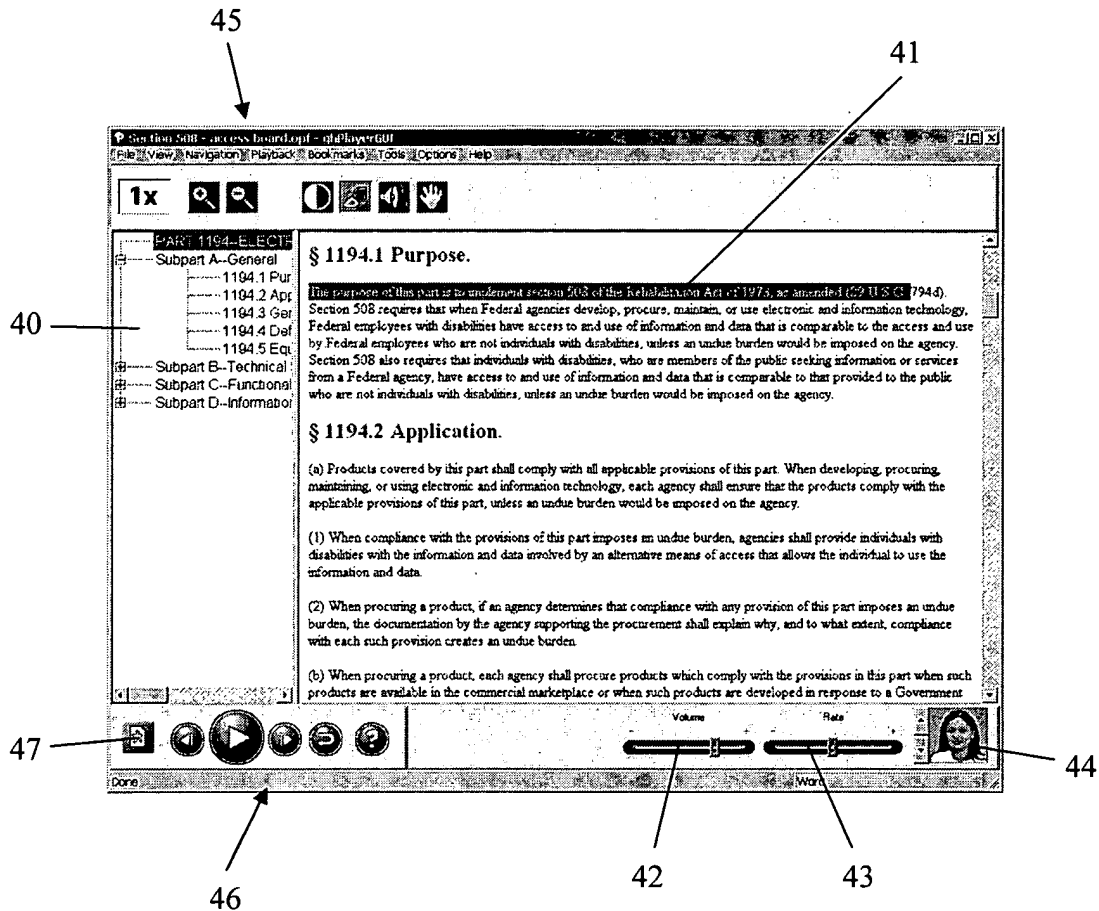 45
41
Section 508 - access board.opf - ghPlayerGUI
File View Navigation Playback Bookmarks Tools Options Help
1x
PART 1194--ELECTR
Subpart A--General
1194.1 Pur
1194.2 App
1194.3 Ger
1194.4 Def
1194.5 Equ
Subpart B--Technical
Subpart C--Functional
Subpart D--Informatior
40
§ 1194.1 Purpose.
The purpose of this part is to implement section 508 of the Rehabilitation Act of 1973, as amended (29 U.S.C. 794d).
Section 508 requires that when Federal agencies develop, procure, maintain, or use electronic and information technology,
Federal employees with disabilities have access to and use of information and data that is comparable to the access and use
by Federal employees who are not individuals with disabilities, unless an undue burden would be imposed on the agency.
Section 508 also requires that individuals with disabilities, who are members of the public seeking information or services
from a Federal agency, have access to and use of information and data that is comparable to that provided to the public
who are not individuals with disabilities, unless an undue burden would be imposed on the agency.
§ 1194.2 Application.
(a) Products covered by this part shall comply with all applicable provisions of this part. When developing, procuring,
maintaining, or using electronic and information technology, each agency shall ensure that the products comply with the
applicable provisions of this part, unless an undue burden would be imposed on the agency.
(1) When compliance with the provisions of this part imposes an undue burden, agencies shall provide individuals with
disabilities with the information and data involved by an alternative means of access that allows the individual to use the
information and data.
(2) When procuring a product, if an agency determines that compliance with any provision of this part imposes an undue
burden, the documentation by the agency supporting the procurement shall explain why, and to what extent, compliance
with each such provision creates an undue burden.
(b) When procuring a product, each agency shall procure products which comply with the provisions in this part when such
products are available in the commercial marketplace or when such products are developed in response to a Government
Volume
Rate
- +
- +
?
47
44
Done
Word
46
42
43